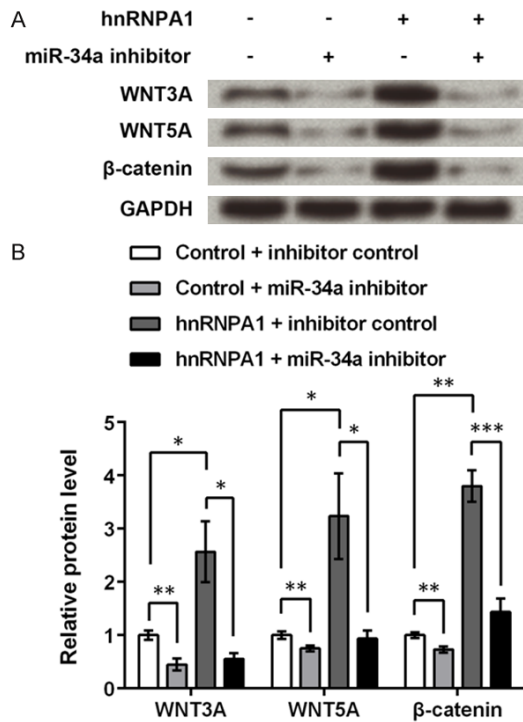 A
hnRNPA1 - - + +
miR-34a inhibitor - + - +
WNT3A
WNT5A
β-catenin
GAPDH
B
Control + inhibitor control
Control + miR-34a inhibitor
hnRNPA1 + inhibitor control
hnRNPA1 + miR-34a inhibitor
Relative protein level
5
4
3
2
1
0
* * **
* * ***
** ** **
WNT3A WNT5A β-catenin